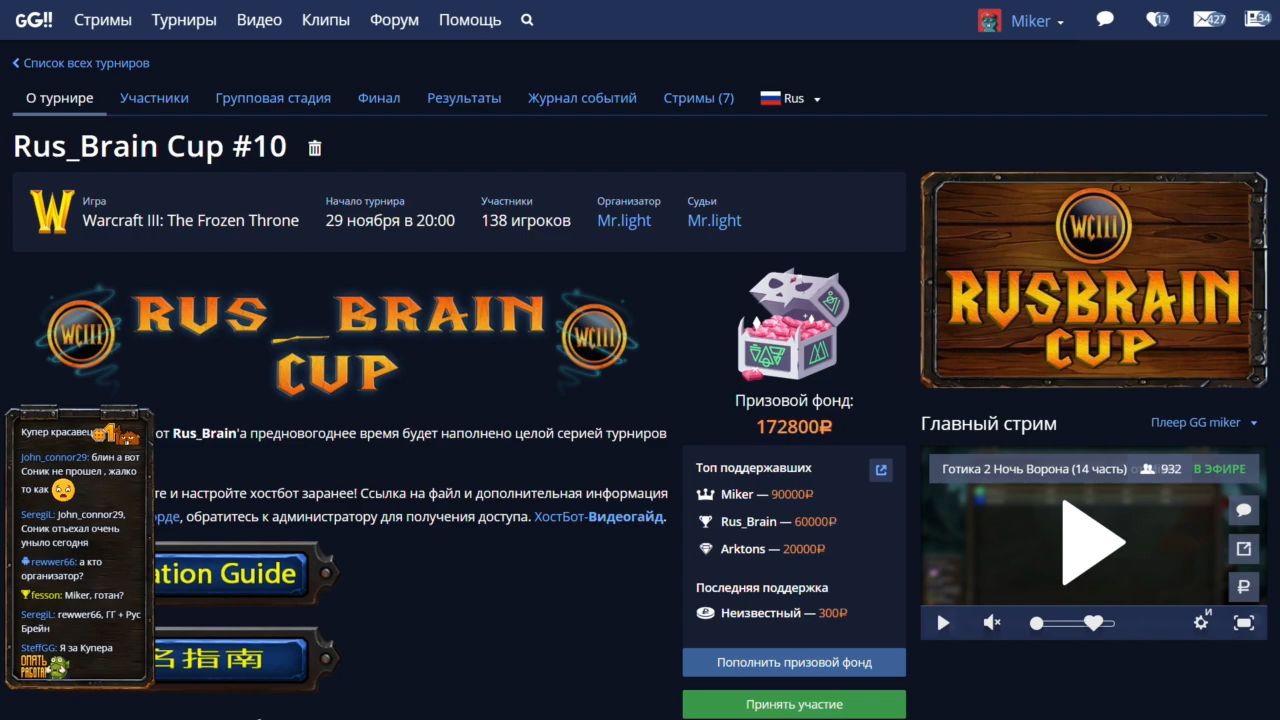 GG!! Стримы Турниры Видео Клипы Форум Помощь Miker 17 427 34
Список всех турниров
О турнире Участники Групповая стадия Финал Результаты Журнал событий Стримы (7) Rus
Rus_Brain Cup #10
Игра Начало турнира Участники Организатор Судьи
Warcraft III: The Frozen Throne 29 ноября в 20:00 138 игроков Mr.light Mr.light
WCIII RUS_BRAIN WCIII
CUP
WCIII
RUSBRAIN
CUP
Призовой фонд:
172800₽
от Rus_Brain'а предновогоднее время будет наполнено целой серией турниров
те и настройте хостбот заранее! Ссылка на файл и дополнительная информация
рде, обратитесь к администратору для получения доступа. ХостБот-Видеогайд.
ation Guide
名指南
Купер красавец #1
John_connor29: блин а вот
Соник не прошел , жалко
то как
SeregiL: John_connor29,
Соник отъехал очень
уныло сегодня
rewwer66: а кто
организатор?
fesson: Miker, готан?
SeregiL: rewwer66, ГГ + Рус
Брейн
SteffGG: Я за Купера
ОПЯТЬ
РАБОТА
Топ поддержавших
Miker — 90000₽
Rus_Brain — 60000₽
Arktons — 20000₽
Последняя поддержка
Неизвестный — 300₽
Пополнить призовой фонд
Принять участие
Главный стрим Плеер GG miker
Готика 2 Ночь Ворона (14 часть) 932 В ЭФИРЕ
₽
И